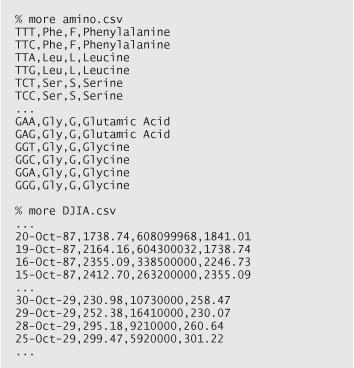 % more amino.csv
TTT,Phe,F,Phenylalanine
TTC,Phe,F,Phenylalanine
TTA,Leu,L,Leucine
TTG,Leu,L,Leucine
TCT,Ser,S,Serine
TCC,Ser,S,Serine
...
GAA,Gly,G,Glutamic Acid
GAG,Gly,G,Glutamic Acid
GGT,Gly,G,Glycine
GGC,Gly,G,Glycine
GGA,Gly,G,Glycine
GGG,Gly,G,Glycine
% more DJIA.csv
...
20-Oct-87,1738.74,608099968,1841.01
19-Oct-87,2164.16,604300032,1738.74
16-Oct-87,2355.09,338500000,2246.73
15-Oct-87,2412.70,263200000,2355.09
...
30-Oct-29,230.98,10730000,258.47
29-Oct-29,252.38,16410000,230.07
28-Oct-29,295.18,9210000,260.64
25-Oct-29,299.47,5920000,301.22
...